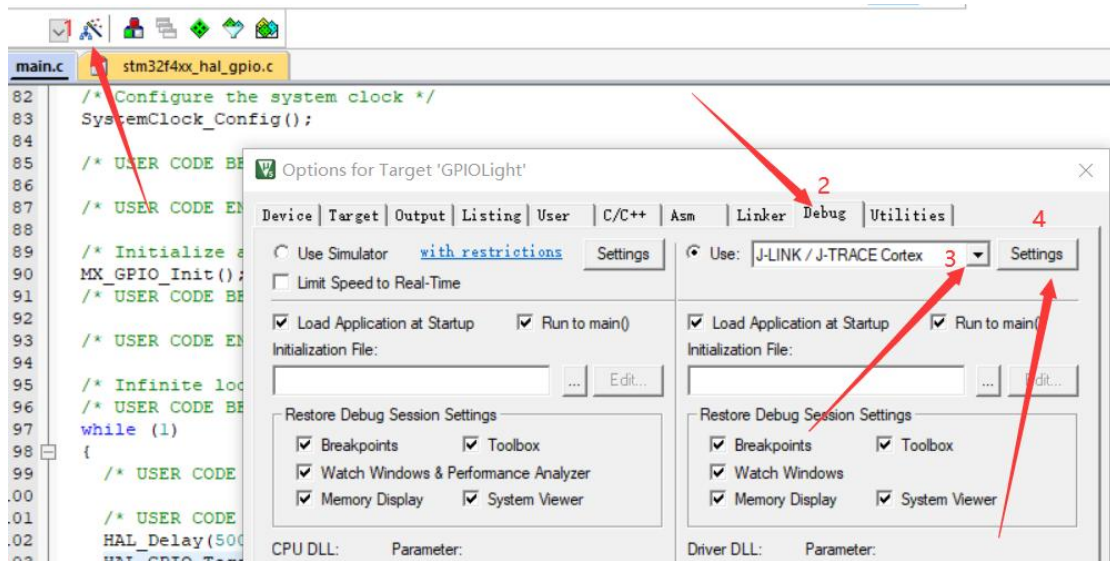 1
main.c
stm32f4xx_hal_gpio.c
82 /* Configure the system clock */
83 SystemClock_Config();
84
85 /* USER CODE BE
86
87 /* USER CODE EN
88
89 /* Initialize a
90 MX_GPIO_Init();
91 /* USER CODE BE
92
93 /* USER CODE EN
94
95 /* Infinite loo
96 /* USER CODE BE
97 while (1)
98 {
99 /* USER CODE
.00
.01 /* USER CODE
.02 HAL_Delay(500
Options for Target 'GPIOLight'
2
Device Target Output Listing User C/C++ Asm Linker Debug Utilities
4
Use Simulator with restrictions Settings
Limit Speed to Real-Time
Load Application at Startup Run to main()
Initialization File:
... Edit...
Restore Debug Session Settings
Breakpoints Toolbox
Watch Windows & Performance Analyzer
Memory Display System Viewer
CPU DLL: Parameter:
Use: J-LINK / J-TRACE Cortex 3 Settings
Load Application at Startup Run to main()
Initialization File:
... Edit...
Restore Debug Session Settings
Breakpoints Toolbox
Watch Windows
Memory Display System Viewer
Driver DLL: Parameter: